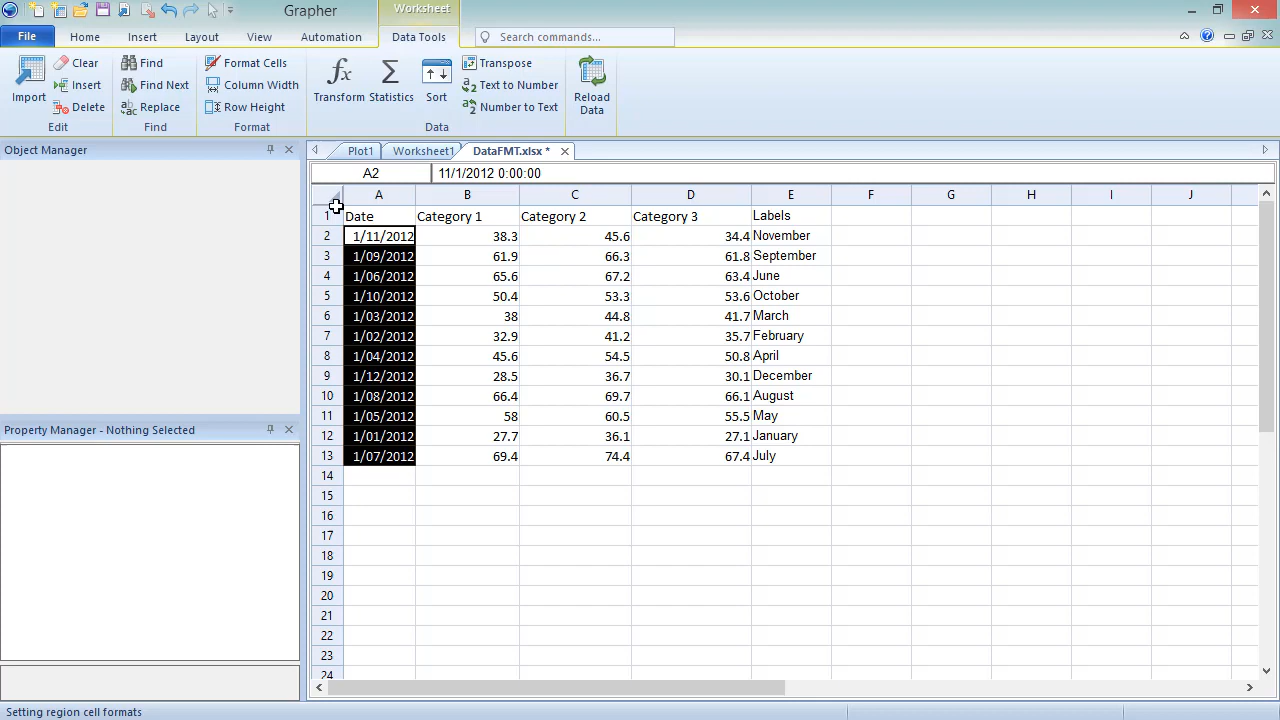 Grapher
Worksheet
File Home Insert Layout View Automation Data Tools Search commands...
Import Clear Insert Delete Edit
Find Find Next Replace Find
Format Cells Column Width Row Height Format
Transform Statistics Sort Transpose Text to Number Number to Text Data
Reload Data
Object Manager
Property Manager - Nothing Selected
Plot1 Worksheet1 DataFMT.xlsx *
A2 11/1/2012 0:00:00
A B C D E F G H I J
1 Date Category 1 Category 2 Category 3 Labels
2 1/11/2012 38.3 45.6 34.4 November
3 1/09/2012 61.9 66.3 61.8 September
4 1/06/2012 65.6 67.2 63.4 June
5 1/10/2012 50.4 53.3 53.6 October
6 1/03/2012 38 44.8 41.7 March
7 1/02/2012 32.9 41.2 35.7 February
8 1/04/2012 45.6 54.5 50.8 April
9 1/12/2012 28.5 36.7 30.1 December
10 1/08/2012 66.4 69.7 66.1 August
11 1/05/2012 58 60.5 55.5 May
12 1/01/2012 27.7 36.1 27.1 January
13 1/07/2012 69.4 74.4 67.4 July
14
15
16
17
18
19
20
21
22
23
24
Setting region cell formats